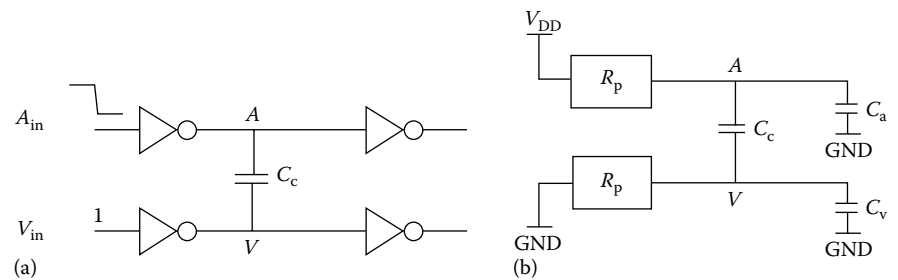 A_in
A
C_c
1
V_in
V
(a)
V_DD
R_p
A
C_c
C_a
GND
R_p
V
C_v
GND
GND
(b)